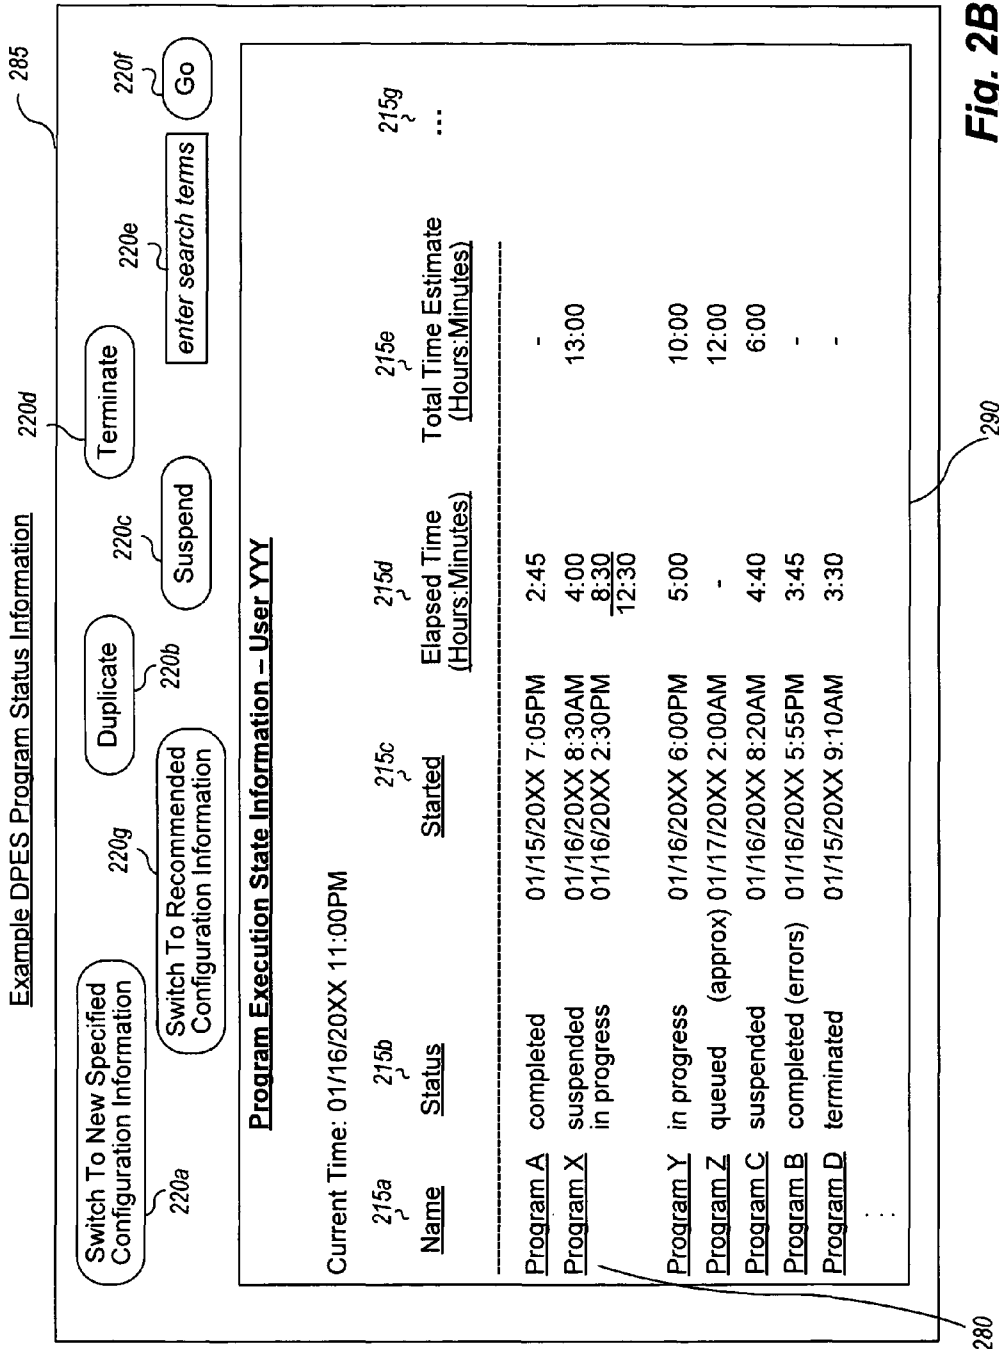 Example DPES Program Status Information
285
Switch To New Specified
Configuration Information
220a
220g
Switch To Recommended
Configuration Information
Duplicate
220b
220c
Suspend
220d
Terminate
220e
enter search terms
220f
Go
Program Execution State Information – User YYY
Current Time: 01/16/20XX 11:00PM
215a 215b 215c 215d 215e 215g
Name Status Started Elapsed Time (Hours:Minutes) Total Time Estimate (Hours:Minutes) ...
Program A completed 01/15/20XX 7:05PM 2:45 -
Program X suspended 01/16/20XX 8:30AM 4:00 13:00
in progress 01/16/20XX 2:30PM 8:30
12:30
Program Y in progress 01/16/20XX 6:00PM 5:00 10:00
Program Z queued (approx) 01/17/20XX 2:00AM - 12:00
Program C suspended 01/16/20XX 8:20AM 4:40 6:00
Program B completed (errors) 01/16/20XX 5:55PM 3:45 -
Program D terminated 01/15/20XX 9:10AM 3:30 -
280
290
Fig. 2B